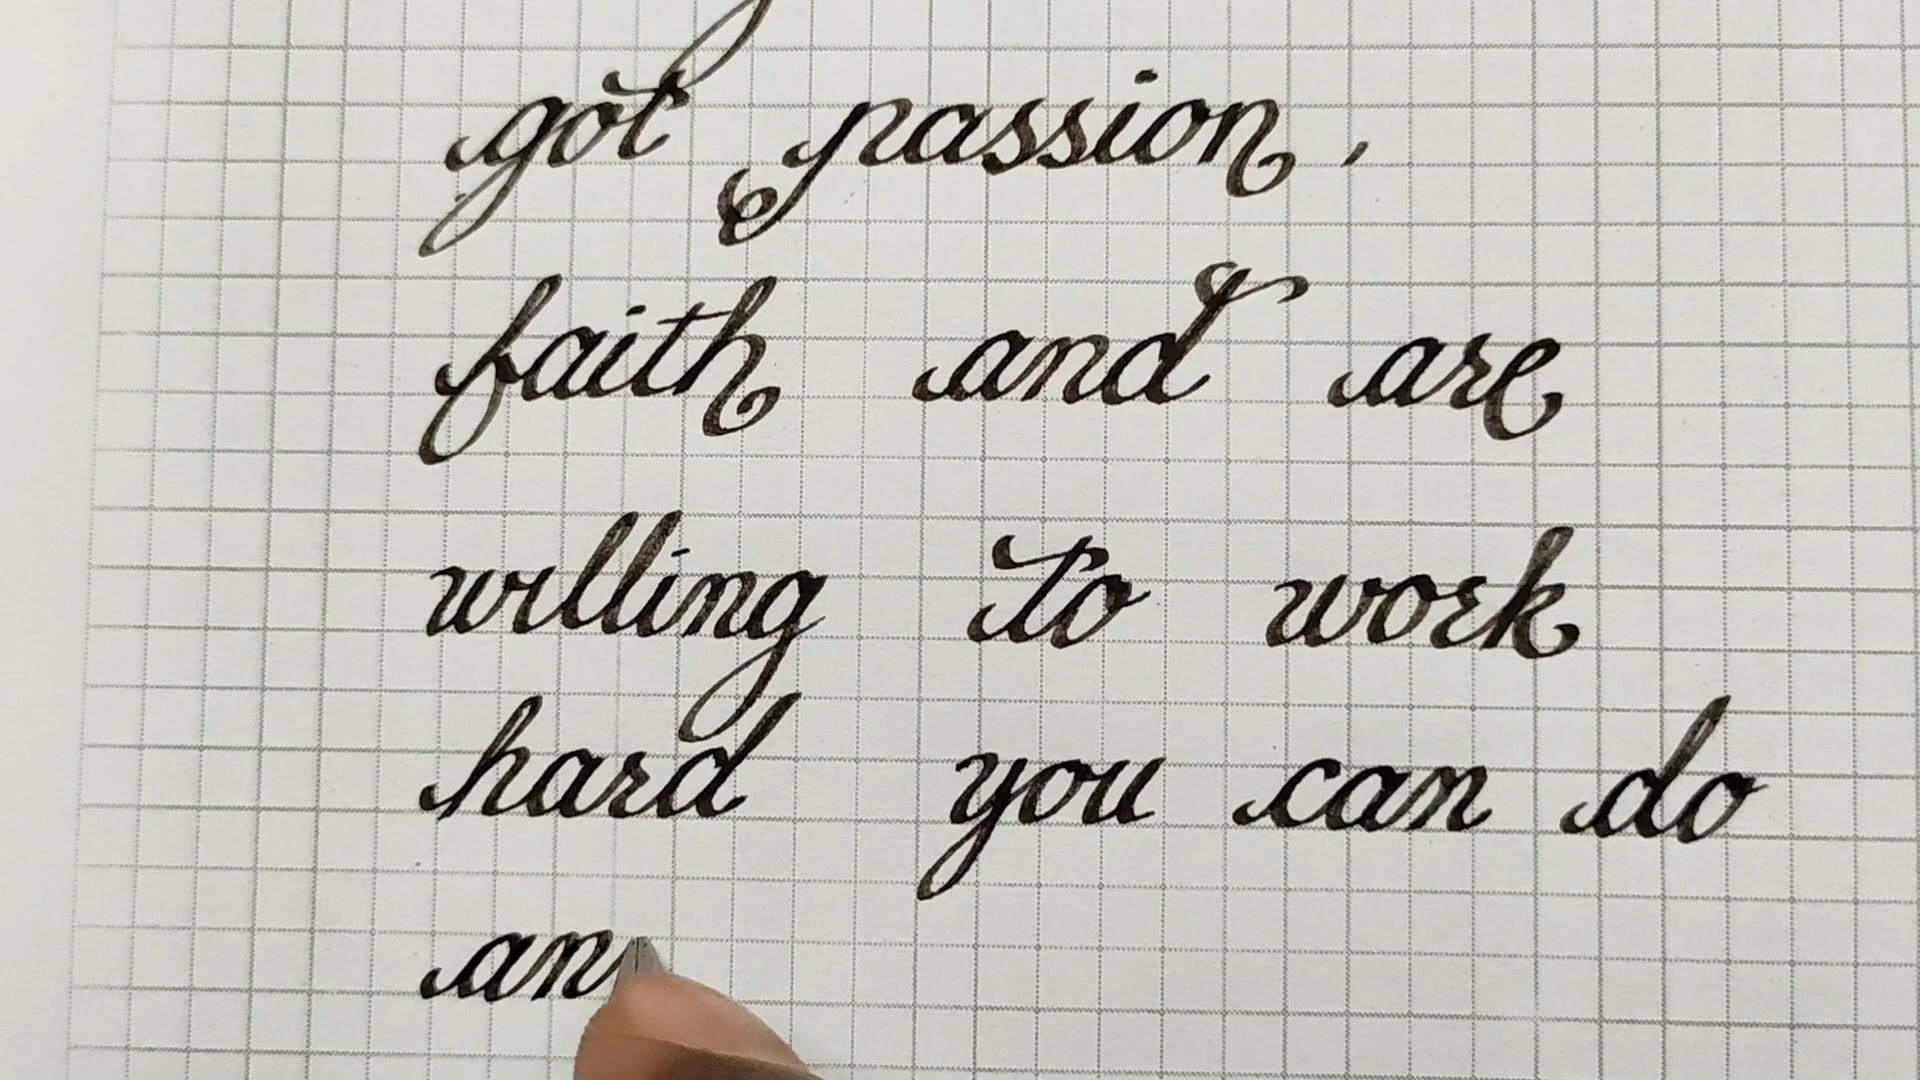 got passion,
faith and are
willing to work
hard you can do
an